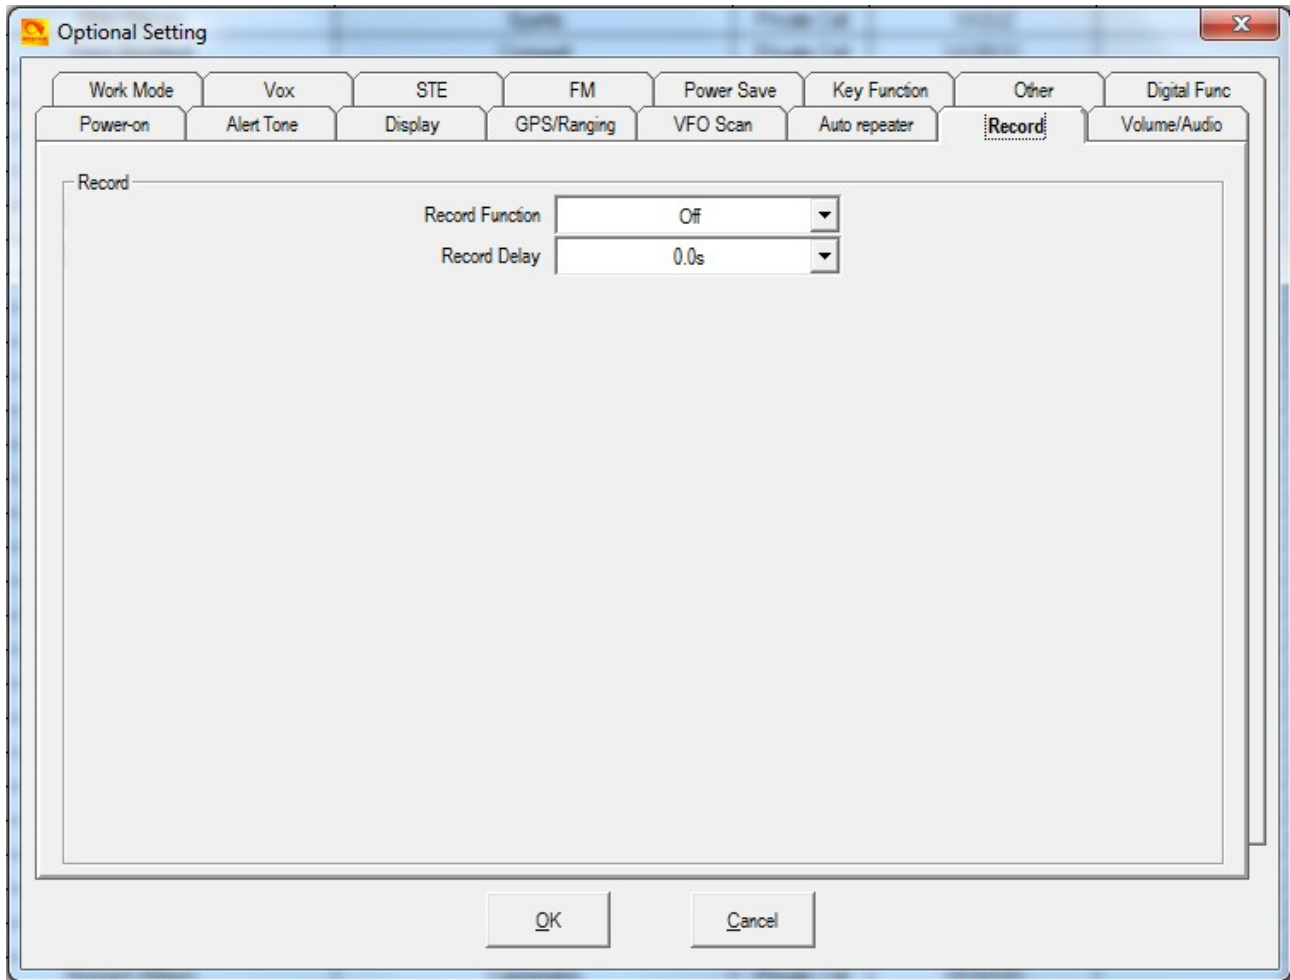 Optional Setting
Work Mode Vox STE FM Power Save Key Function Other Digital Func
Power-on Alert Tone Display GPS/Ranging VFO Scan Auto repeater Record Volume/Audio
Record
Record Function Off
Record Delay 0.0s
OK Cancel